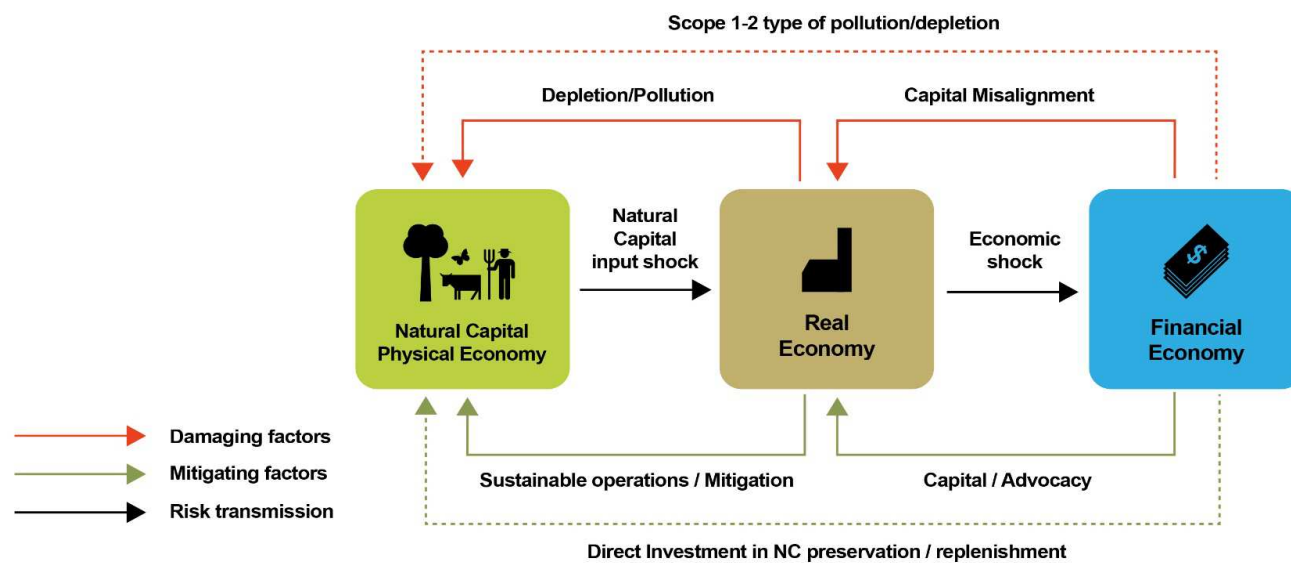 Scope 1-2 type of pollution/depletion
Depletion/Pollution
Capital Misalignment
Natural
Capital
input shock
Economic
shock
$
Natural Capital
Physical Economy
Real
Economy
Financial
Economy
Damaging factors
Mitigating factors
Risk transmission
Sustainable operations / Mitigation
Capital / Advocacy
Direct Investment in NC preservation / replenishment